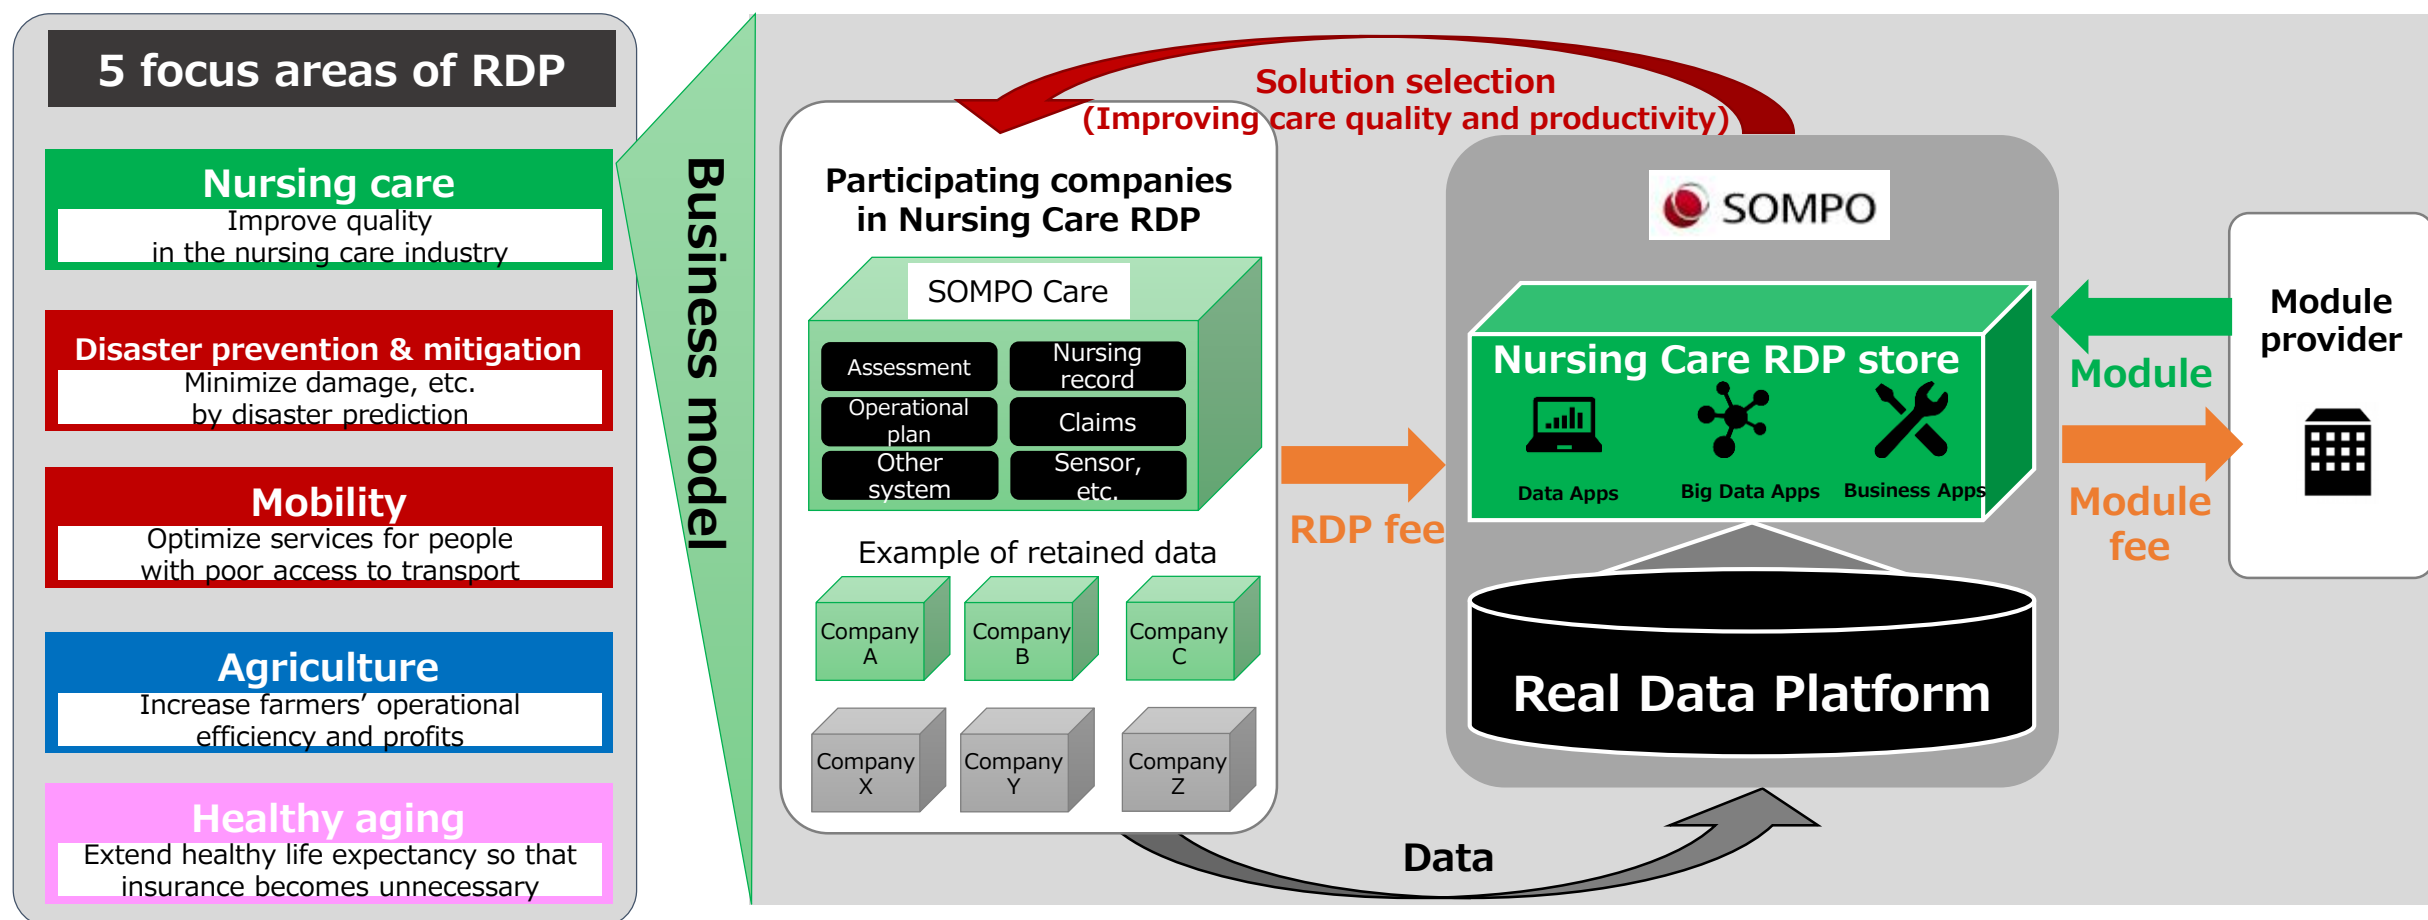 5 focus areas of RDP
Nursing care
Improve quality
in the nursing care industry
Disaster prevention & mitigation
Minimize damage, etc.
by disaster prediction
Mobility
Optimize services for people
with poor access to transport
Agriculture
Increase farmers’ operational
efficiency and profits
Healthy aging
Extend healthy life expectancy so that
insurance becomes unnecessary
Business model
Solution selection
(Improving care quality and productivity)
Participating companies
in Nursing Care RDP
SOMPO Care
Assessment
Nursing
record
Operational
plan
Claims
Other
system
Sensor,
etc.
Example of retained data
Company
A
Company
B
Company
C
Company
X
Company
Y
Company
Z
RDP fee
SOMPO
Nursing Care RDP store
Data Apps
Big Data Apps
Business Apps
Real Data Platform
Data
Module
Module
fee
Module
provider